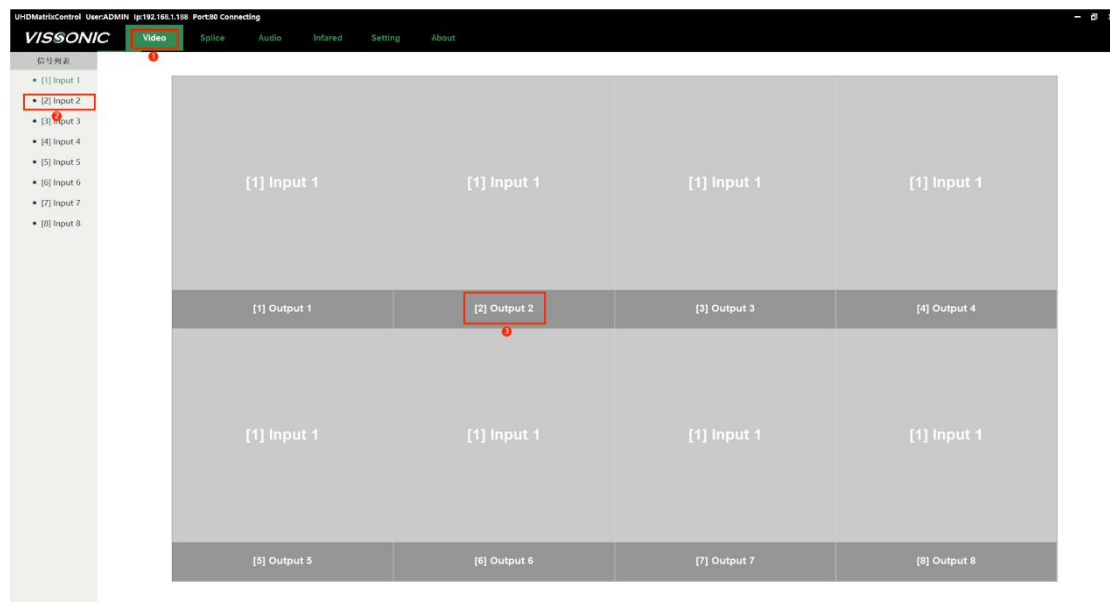 UHDMatrixControl User:ADMIN Ip:192.168.1.188 Port:80 Connecting
VISSONIC Video Splice Audio Infared Setting About
1
信号列表
[1] Input 1
[2] Input 2
2
[3] Input 3
[4] Input 4
[5] Input 5
[6] Input 6
[7] Input 7
[8] Input 8
[1] Input 1 [1] Input 1 [1] Input 1 [1] Input 1
[1] Output 1 [2] Output 2 [3] Output 3 [4] Output 4
3
[1] Input 1 [1] Input 1 [1] Input 1 [1] Input 1
[5] Output 5 [6] Output 6 [7] Output 7 [8] Output 8